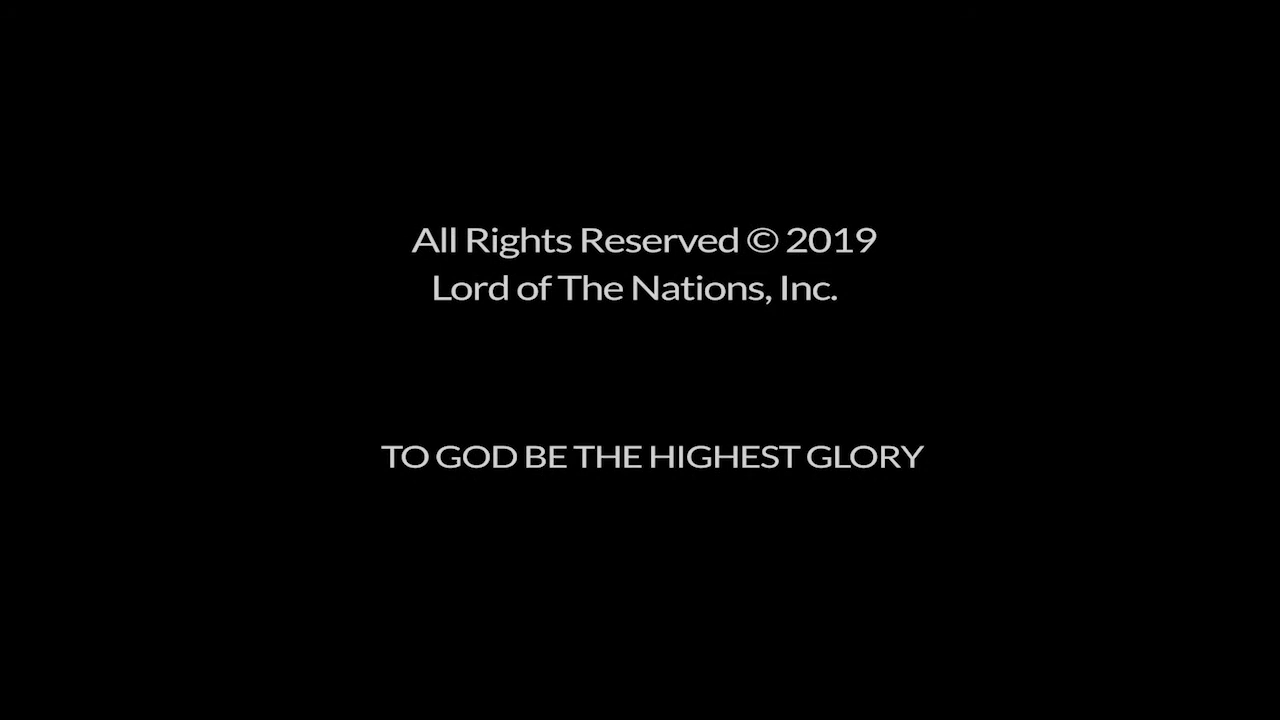 All Rights Reserved © 2019
Lord of The Nations, Inc.
TO GOD BE THE HIGHEST GLORY